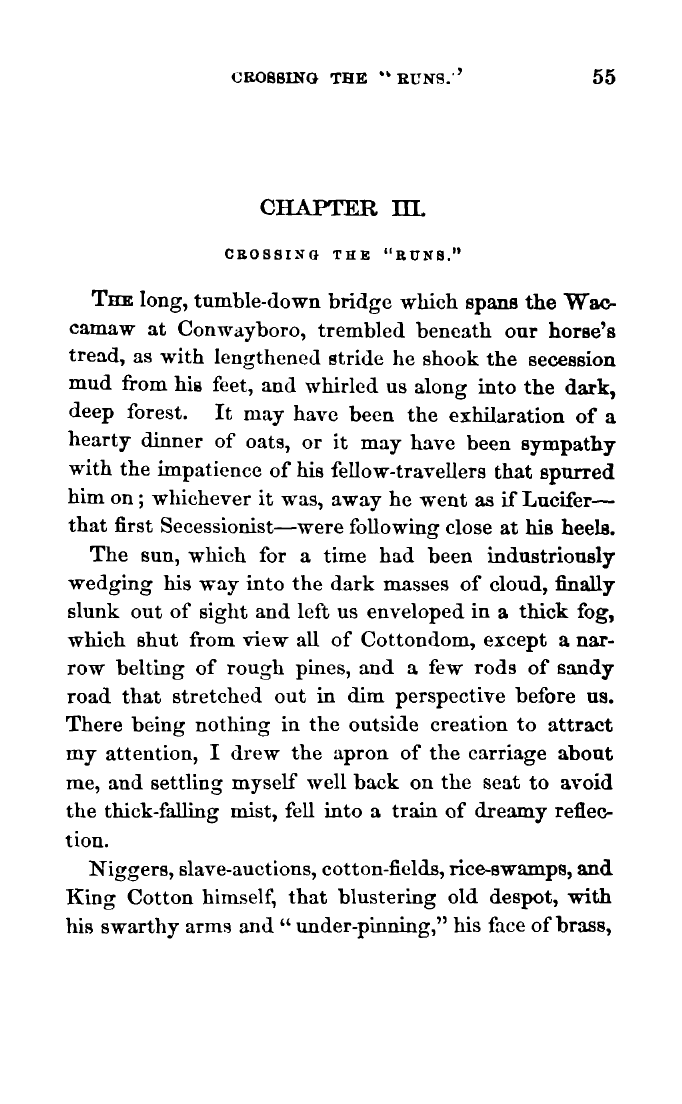 CROSSING THE "RUNS." 55
CHAPTER III.
CROSSING THE "RUNS."
THE long, tumble-down bridge which spans the Wac-
camaw at Conwayboro, trembled beneath our horse's
tread, as with lengthened stride he shook the secession
mud from his feet, and whirled us along into the dark,
deep forest. It may have been the exhilaration of a
hearty dinner of oats, or it may have been sympathy
with the impatience of his fellow-travellers that spurred
him on; whichever it was, away he went as if Lucifer—
that first Secessionist—were following close at his heels.
The sun, which for a time had been industriously
wedging his way into the dark masses of cloud, finally
slunk out of sight and left us enveloped in a thick fog,
which shut from view all of Cottondom, except a nar-
row belting of rough pines, and a few rods of sandy
road that stretched out in dim perspective before us.
There being nothing in the outside creation to attract
my attention, I drew the apron of the carriage about
me, and settling myself well back on the seat to avoid
the thick-falling mist, fell into a train of dreamy reflec-
tion.
Niggers, slave-auctions, cotton-fields, rice-swamps, and
King Cotton himself, that blustering old despot, with
his swarthy arms and "under-pinning," his face of brass,